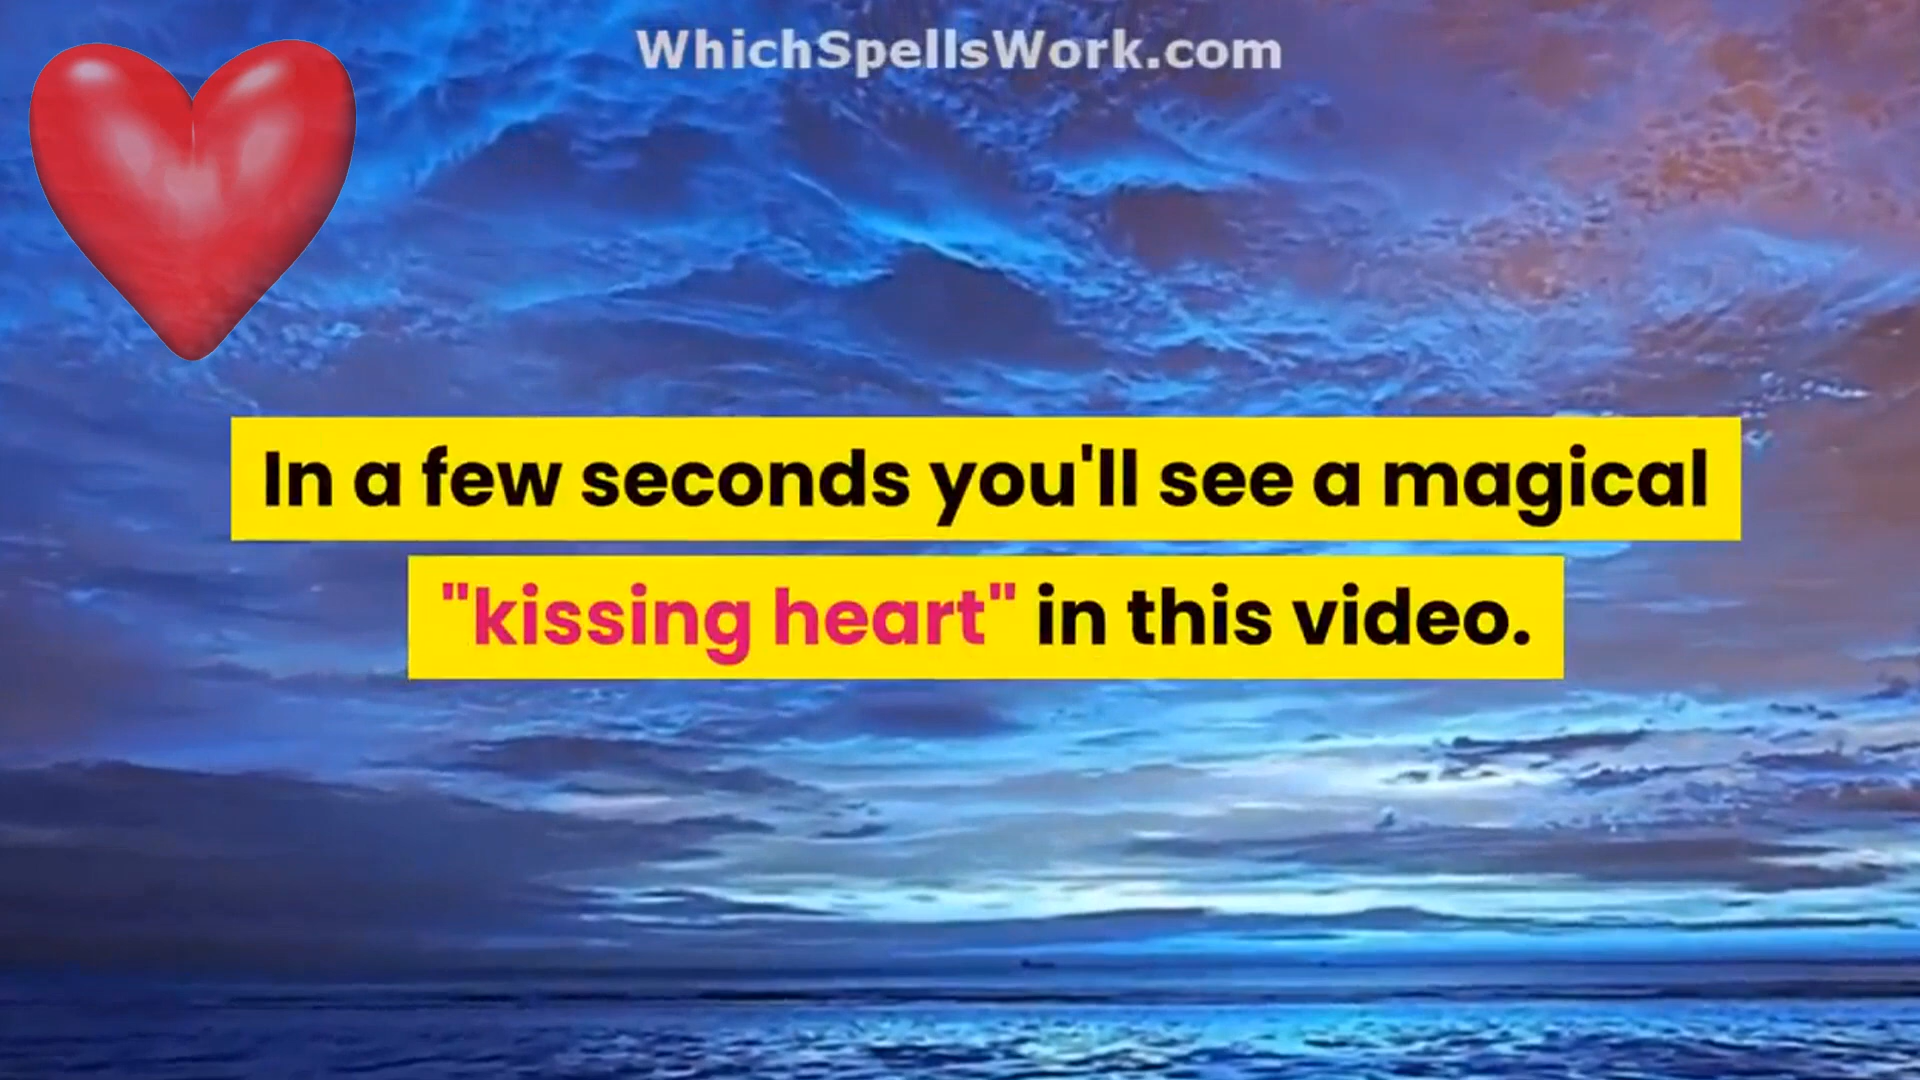 WhichSpellsWork.com
In a few seconds you'll see a magical
"kissing heart" in this video.